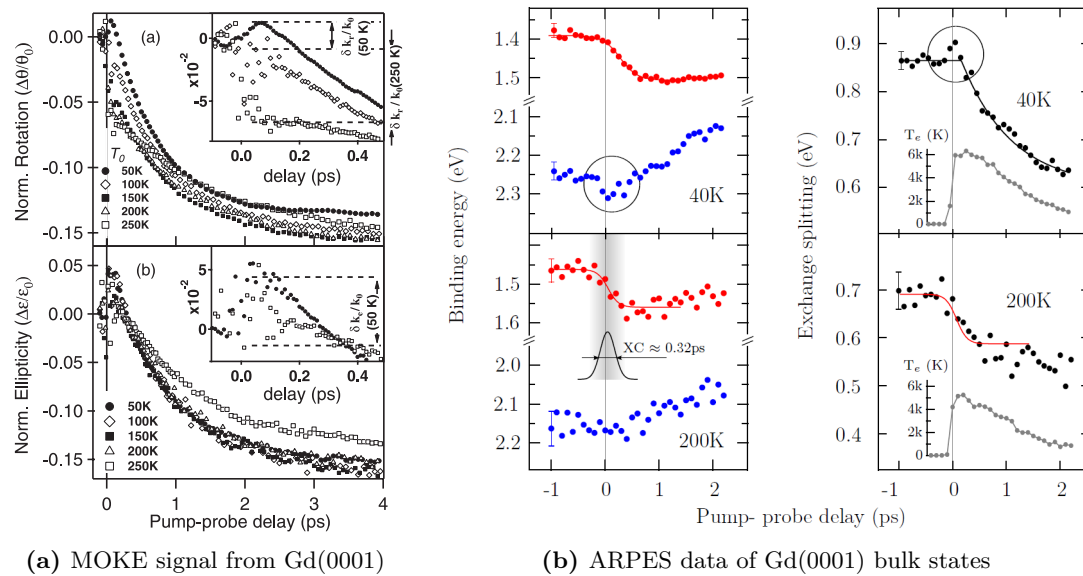 Norm. Rotation (Δθ/θ₀)
0.00
-0.05
-0.10
-0.15
(a)
T₀
50K
100K
150K
200K
250K
x10⁻²
0
-5
0.0 0.2 0.4
delay (ps)
δ kᵣ/k₀
(50 K)
δ kᵣ / k₀(250 K)
Norm. Ellipticity (Δε/ε₀)
0.05
0.00
-0.05
-0.10
-0.15
(b)
50K
100K
150K
200K
250K
x10⁻²
5
0
0.0 0.2 0.4
delay (ps)
δ kₑ/k₀
(50 K)
0 1 2 3 4
Pump-probe delay (ps)
(a) MOKE signal from Gd(0001)
Binding energy (eV)
1.4
1.5
2.2
2.3
40K
1.5
1.6
XC ≈ 0.32ps
2.0
2.1
2.2
200K
-1 0 1 2
Exchange splitting (eV)
0.9
0.8
0.7
0.6
40K
Tₑ (K)
6k
4k
2k
0
0.7
0.6
0.5
0.4
200K
Tₑ (K)
6k
4k
2k
0
-1 0 1 2
Pump- probe delay (ps)
(b) ARPES data of Gd(0001) bulk states